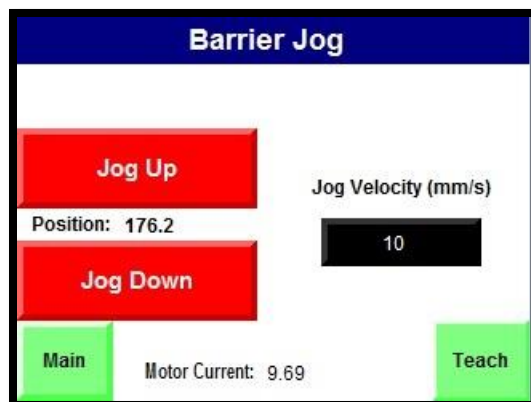 Barrier Jog
Jog Up
Jog Velocity (mm/s)
Position: 176.2
10
Jog Down
Main
Motor Current: 9.69
Teach